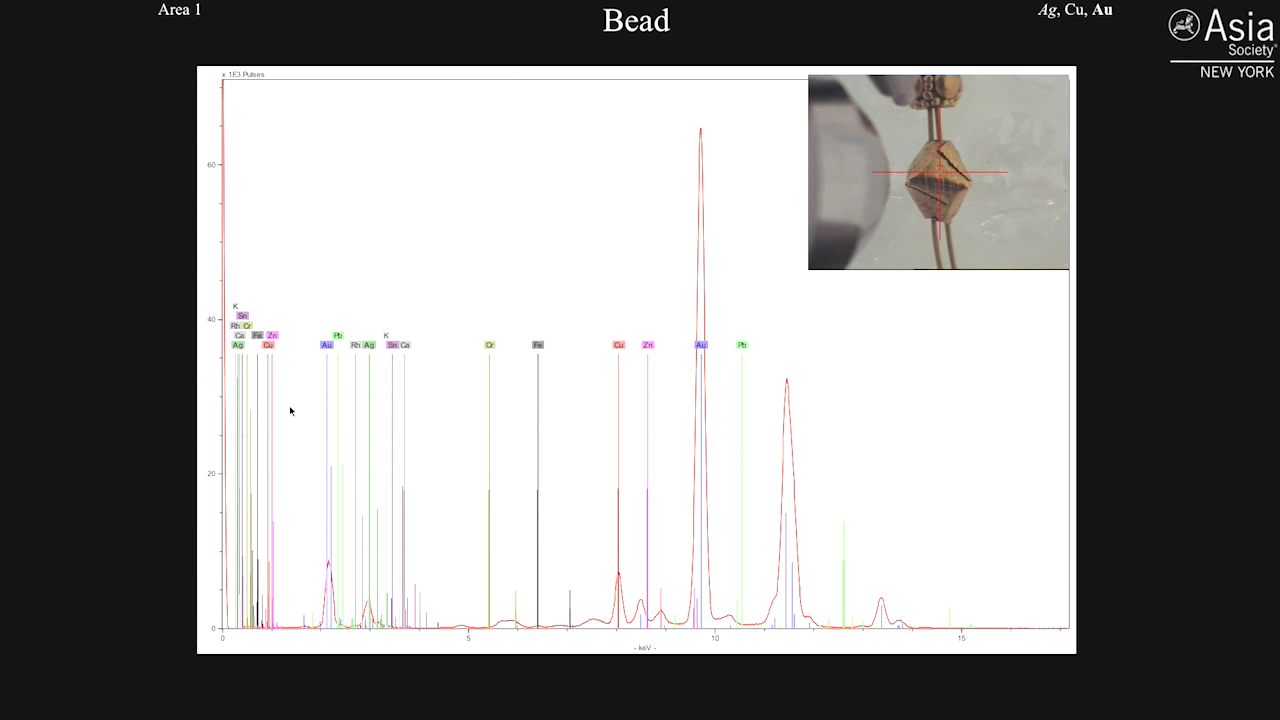 Area 1
Bead
Ag, Cu, Au
Asia
Society®
NEW YORK
x 1E3 Pulses
60
40
20
0
K
Sn
Rh Cr
Ca Fe Zn
Ag Cu
Pb
Au Rh Ag
K
Sn Ca
Cr
Fe
Cu
Zn
Au
Pb
0 5 10 15
- keV -